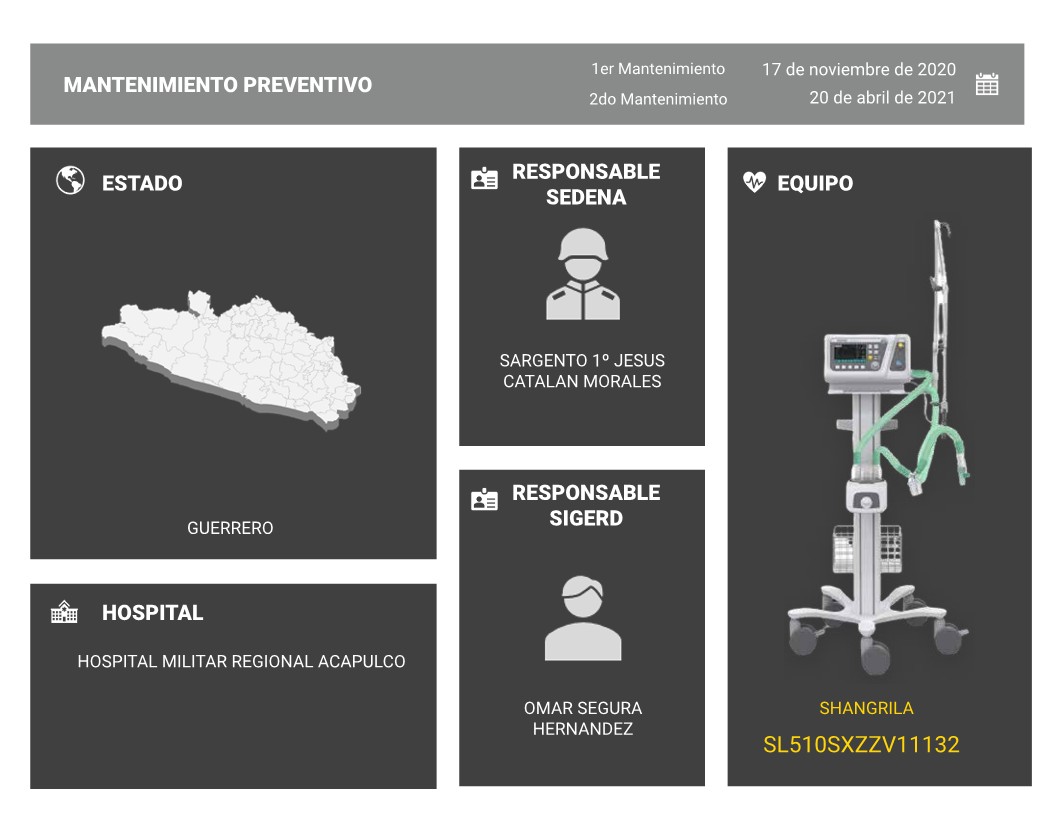 MANTENIMIENTO PREVENTIVO
1er Mantenimiento
17 de noviembre de 2020
2do Mantenimiento
20 de abril de 2021
ESTADO
GUERRERO
HOSPITAL
HOSPITAL MILITAR REGIONAL ACAPULCO
RESPONSABLE
SEDENA
SARGENTO 1º JESUS
CATALAN MORALES
RESPONSABLE
SIGERD
OMAR SEGURA
HERNANDEZ
EQUIPO
SHANGRILA
SL510SXZZV11132